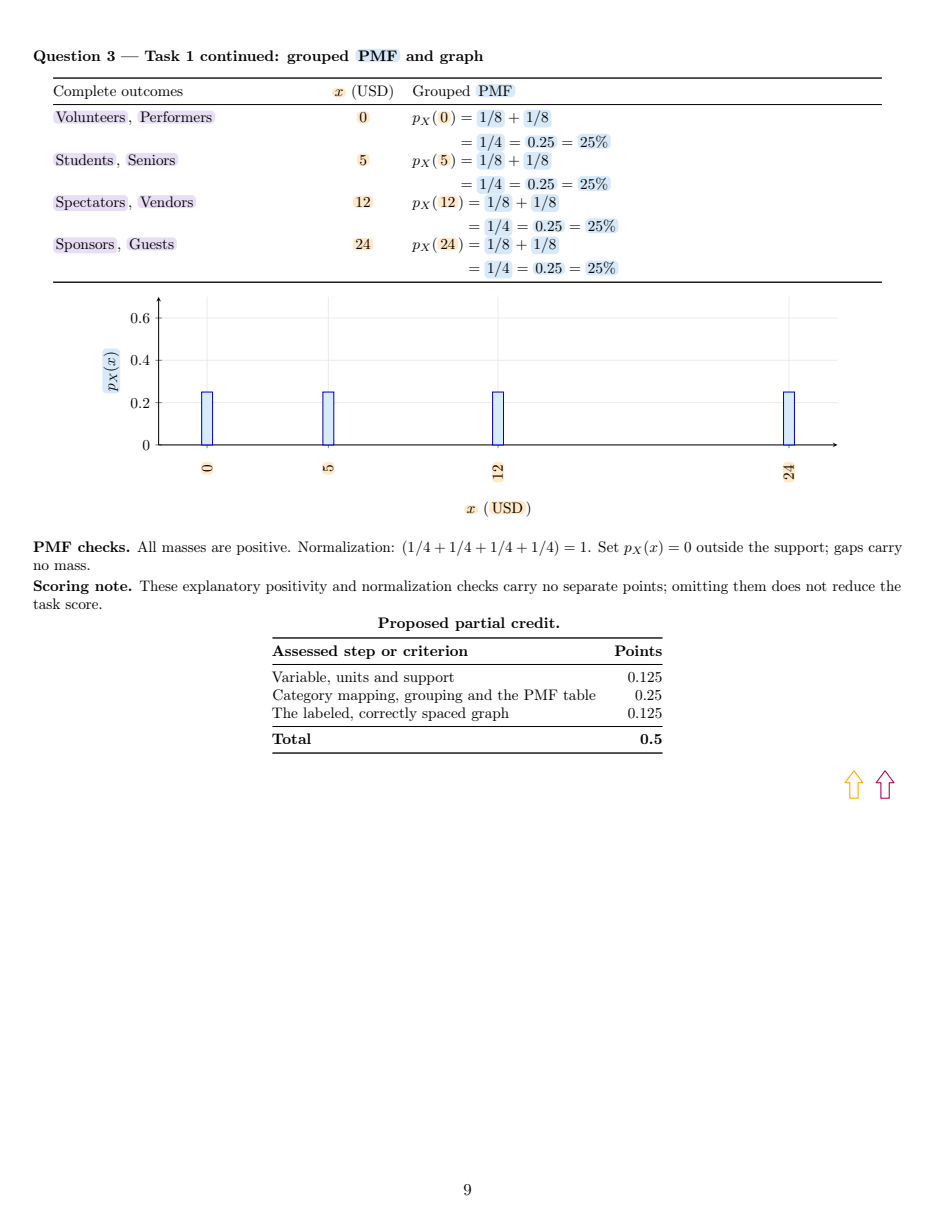 Question 3 — Task 1 continued: grouped PMF and graph
Complete outcomes x (USD) Grouped PMF
Volunteers, Performers 0 pX(0) = 1/8 + 1/8
= 1/4 = 0.25 = 25%
Students, Seniors 5 pX(5) = 1/8 + 1/8
= 1/4 = 0.25 = 25%
Spectators, Vendors 12 pX(12) = 1/8 + 1/8
= 1/4 = 0.25 = 25%
Sponsors, Guests 24 pX(24) = 1/8 + 1/8
= 1/4 = 0.25 = 25%
0.6
0.4
0.2
0
pX(x)
0 5 12 24
x (USD)
PMF checks. All masses are positive. Normalization: (1/4 + 1/4 + 1/4 + 1/4) = 1. Set pX(x) = 0 outside the support; gaps carry
no mass.
Scoring note. These explanatory positivity and normalization checks carry no separate points; omitting them does not reduce the
task score.
Proposed partial credit.
Assessed step or criterion Points
Variable, units and support 0.125
Category mapping, grouping and the PMF table 0.25
The labeled, correctly spaced graph 0.125
Total 0.5
9